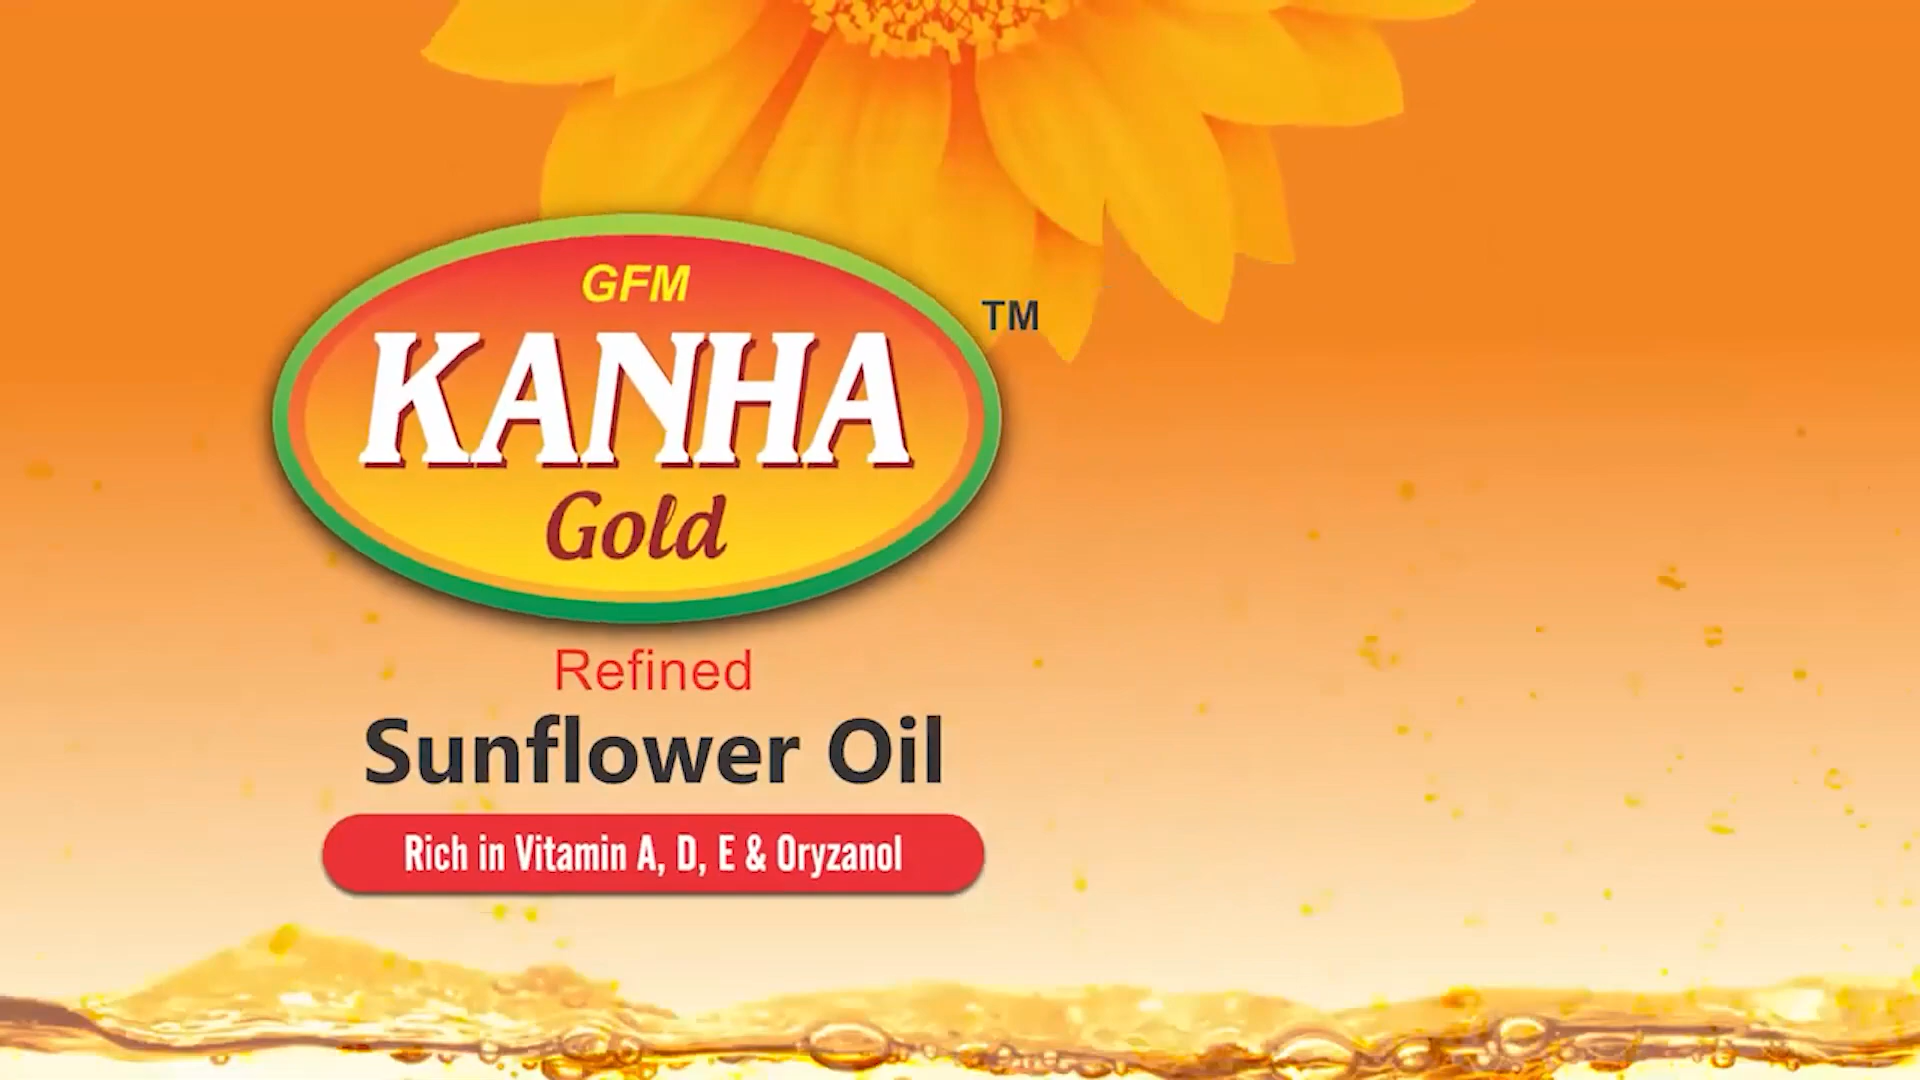 GFM
KANHA
TM
Gold
Refined
Sunflower Oil
Rich in Vitamin A, D, E & Oryzanol